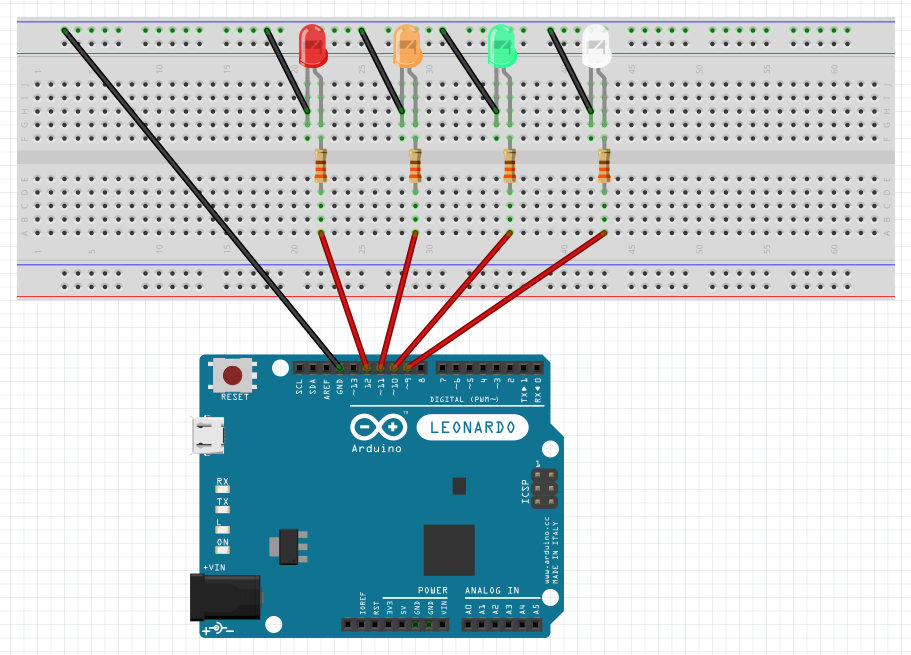 1 5 10 15 20 25 30 35 40 45 50 55 60
J
I
H
G
F
E
D
C
B
A
1 5 10 15 20 25 30 35 40 45 50 55 60
SCL SDA AREF GND ~13 12 ~11 ~10 ~9 8 7 ~6 ~5 4 ~3 2 TX▸1 RX◂0
RESET
DIGITAL (PWM~)
LEONARDO
™
Arduino
1
ICSP
RX
TX
L
ON
www.arduino.cc
MADE IN ITALY
+VIN
POWER
ANALOG IN
IOREF RST 3V3 5V GND GND VIN A0 A1 A2 A3 A4 A5
+ -